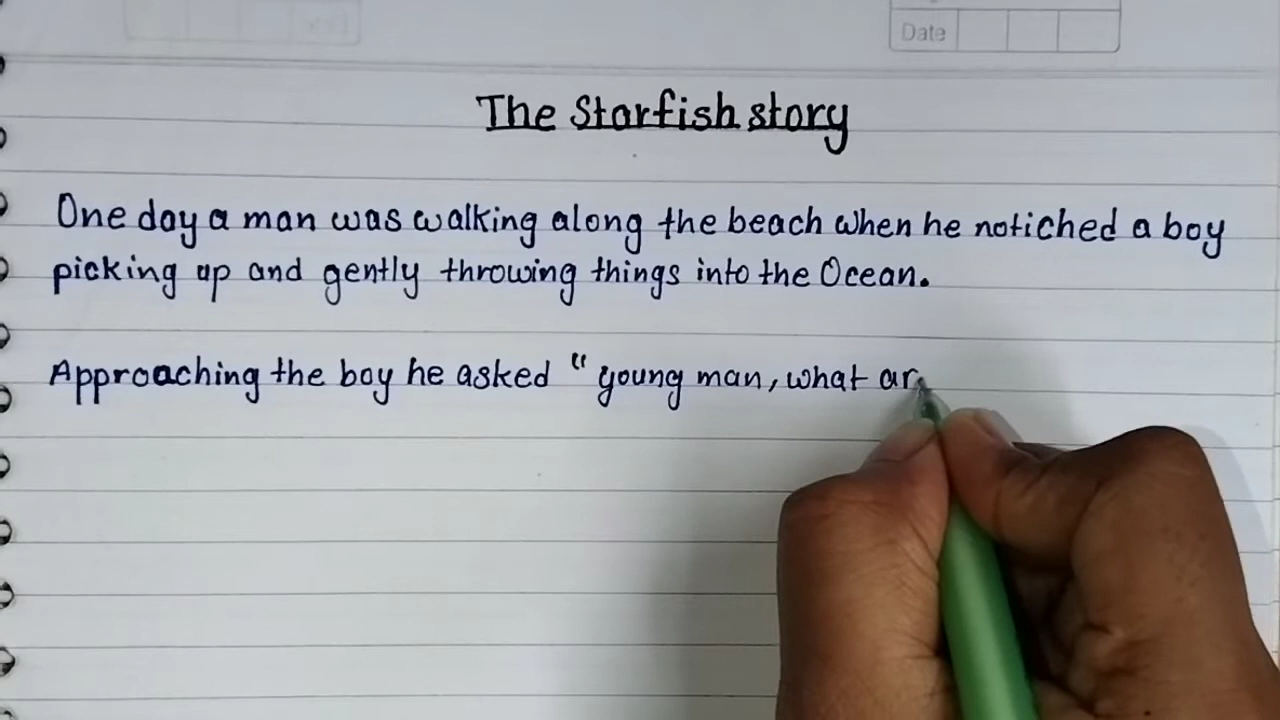 Date
The Starfish story
One day a man was walking along the beach when he notiched a boy
picking up and gently throwing things into the Ocean.
Approaching the boy he asked " young man, what ar